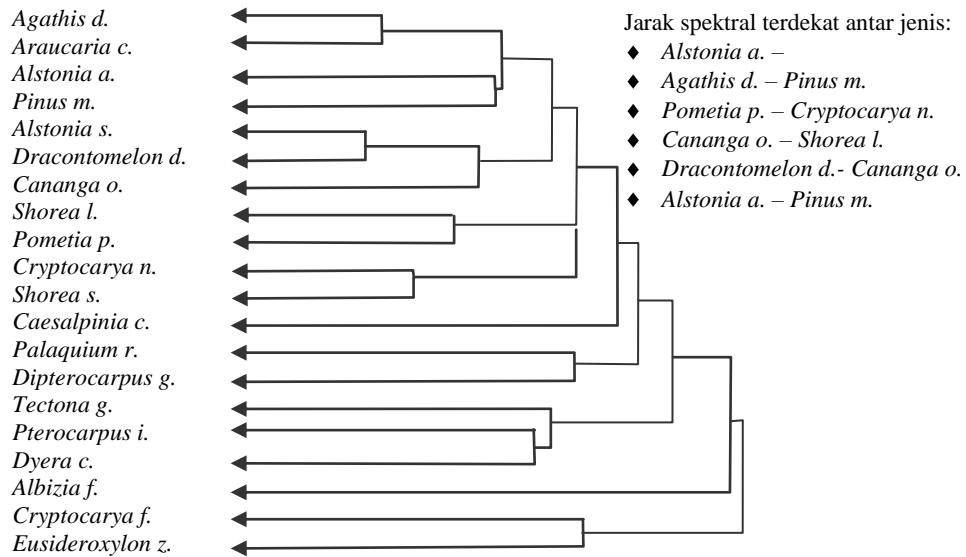 Agathis d.
Araucaria c.
Alstonia a.
Pinus m.
Alstonia s.
Dracontomelon d.
Cananga o.
Shorea l.
Pometia p.
Cryptocarya n.
Shorea s.
Caesalpinia c.
Palaquium r.
Dipterocarpus g.
Tectona g.
Pterocarpus i.
Dyera c.
Albizia f.
Cryptocarya f.
Eusideroxylon z.
Jarak spektral terdekat antar jenis:
♦ Alstonia a. –
♦ Agathis d. – Pinus m.
♦ Pometia p. – Cryptocarya n.
♦ Cananga o. – Shorea l.
♦ Dracontomelon d.- Cananga o.
♦ Alstonia a. – Pinus m.